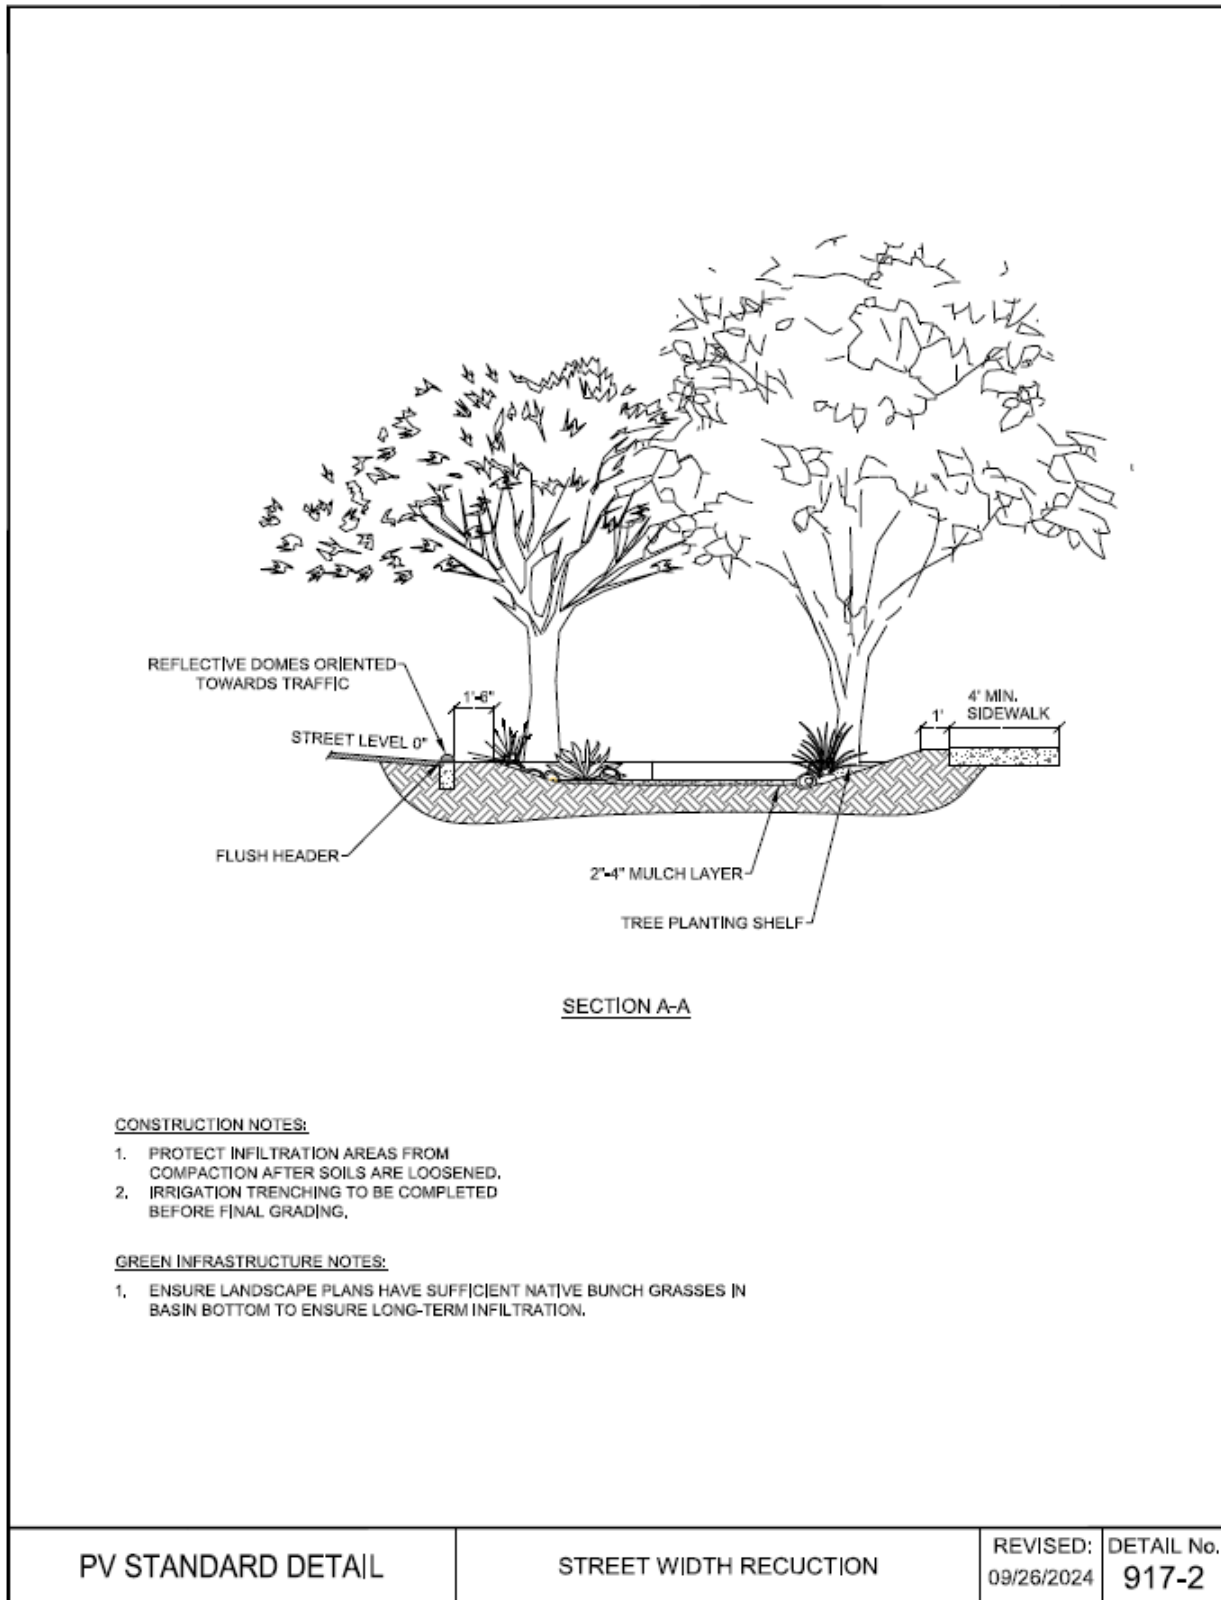 REFLECTIVE DOMES ORIENTED
TOWARDS TRAFFIC
1'-6"
4' MIN.
SIDEWALK
1'
STREET LEVEL 0"
FLUSH HEADER
2"-4" MULCH LAYER
TREE PLANTING SHELF
SECTION A-A
CONSTRUCTION NOTES:
1. PROTECT INFILTRATION AREAS FROM
COMPACTION AFTER SOILS ARE LOOSENED.
2. IRRIGATION TRENCHING TO BE COMPLETED
BEFORE FINAL GRADING.
GREEN INFRASTRUCTURE NOTES:
1. ENSURE LANDSCAPE PLANS HAVE SUFFICIENT NATIVE BUNCH GRASSES IN
BASIN BOTTOM TO ENSURE LONG-TERM INFILTRATION.
PV STANDARD DETAIL
STREET WIDTH RECUCTION
REVISED:
09/26/2024
DETAIL No.
917-2